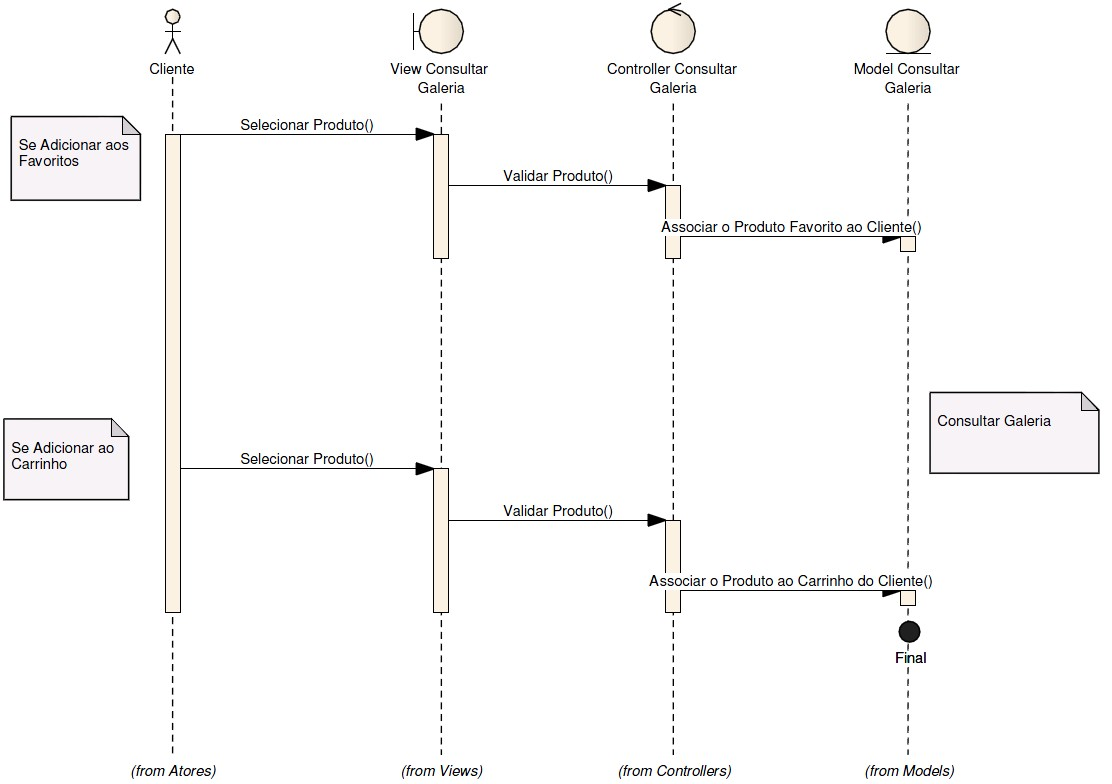 Cliente
View Consultar
Galeria
Controller Consultar
Galeria
Model Consultar
Galeria
Se Adicionar aos
Favoritos
Selecionar Produto()
Validar Produto()
Associar o Produto Favorito ao Cliente()
Consultar Galeria
Se Adicionar ao
Carrinho
Selecionar Produto()
Validar Produto()
Associar o Produto ao Carrinho do Cliente()
Final
(from Atores)
(from Views)
(from Controllers)
(from Models)